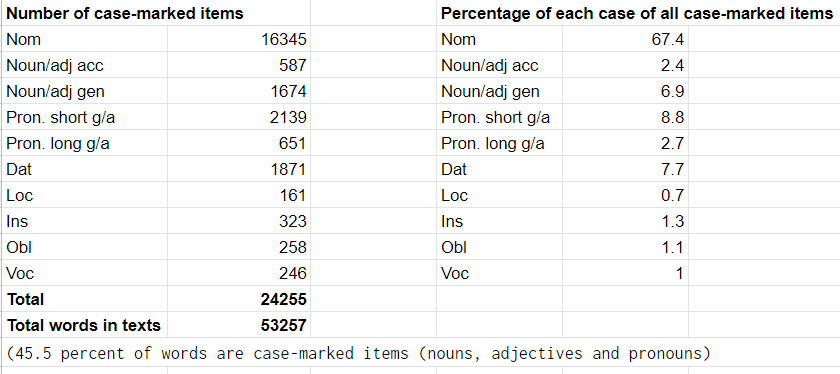 Number of case-marked items Percentage of each case of all case-marked items
Nom 16345 Nom 67.4
Noun/adj acc 587 Noun/adj acc 2.4
Noun/adj gen 1674 Noun/adj gen 6.9
Pron. short g/a 2139 Pron. short g/a 8.8
Pron. long g/a 651 Pron. long g/a 2.7
Dat 1871 Dat 7.7
Loc 161 Loc 0.7
Ins 323 Ins 1.3
Obl 258 Obl 1.1
Voc 246 Voc 1
Total 24255
Total words in texts 53257
(45.5 percent of words are case-marked items (nouns, adjectives and pronouns)